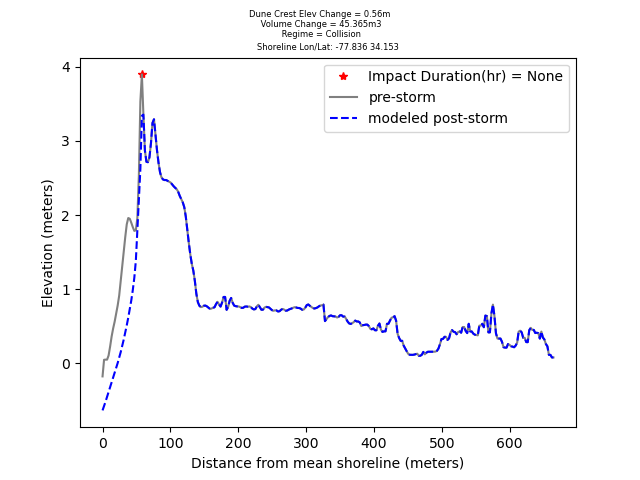 Dune Crest Elev Change = 0.56m
Volume Change = 45.365m3
Regime = Collision
Shoreline Lon/Lat: -77.836 34.153
Impact Duration(hr) = None
pre-storm
modeled post-storm
Elevation (meters)
4
3
2
1
0
0 100 200 300 400 500 600
Distance from mean shoreline (meters)